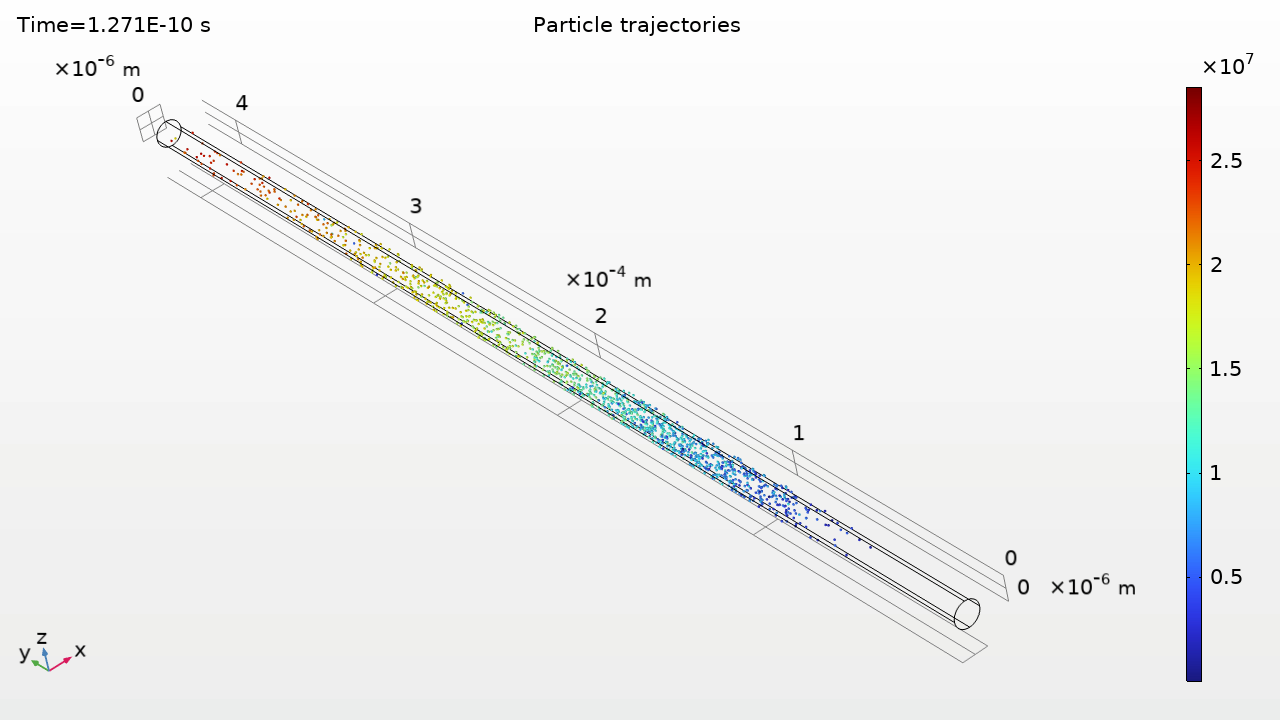 Time=1.271E-10 s
Particle trajectories
×10⁷
×10⁻⁶ m
0
4
2.5
3
2
×10⁻⁴ m
2
1.5
1
1
0.5
0
0 ×10⁻⁶ m
z
y
x